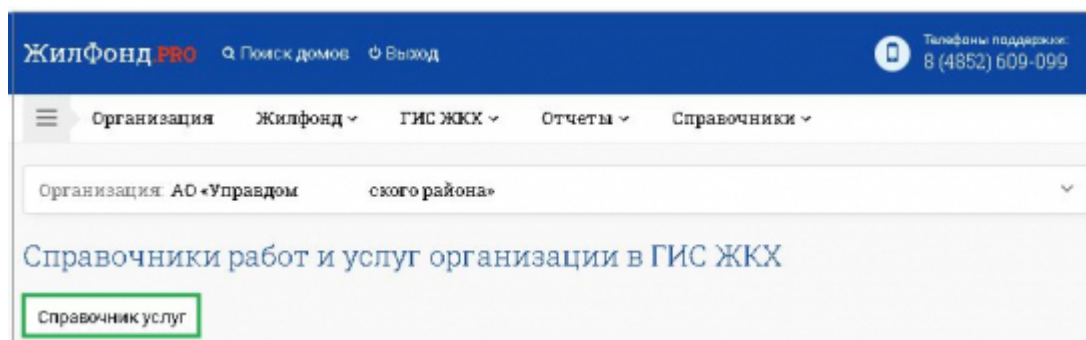 ЖилФонд.PRO Поиск домов Выход
Телефоны поддержки:
8 (4852) 609-099
Организация Жилфонд ГИС ЖКХ Отчеты Справочники
Организация: АО «Управдом ского района»
Справочники работ и услуг организации в ГИС ЖКХ
Справочник услуг